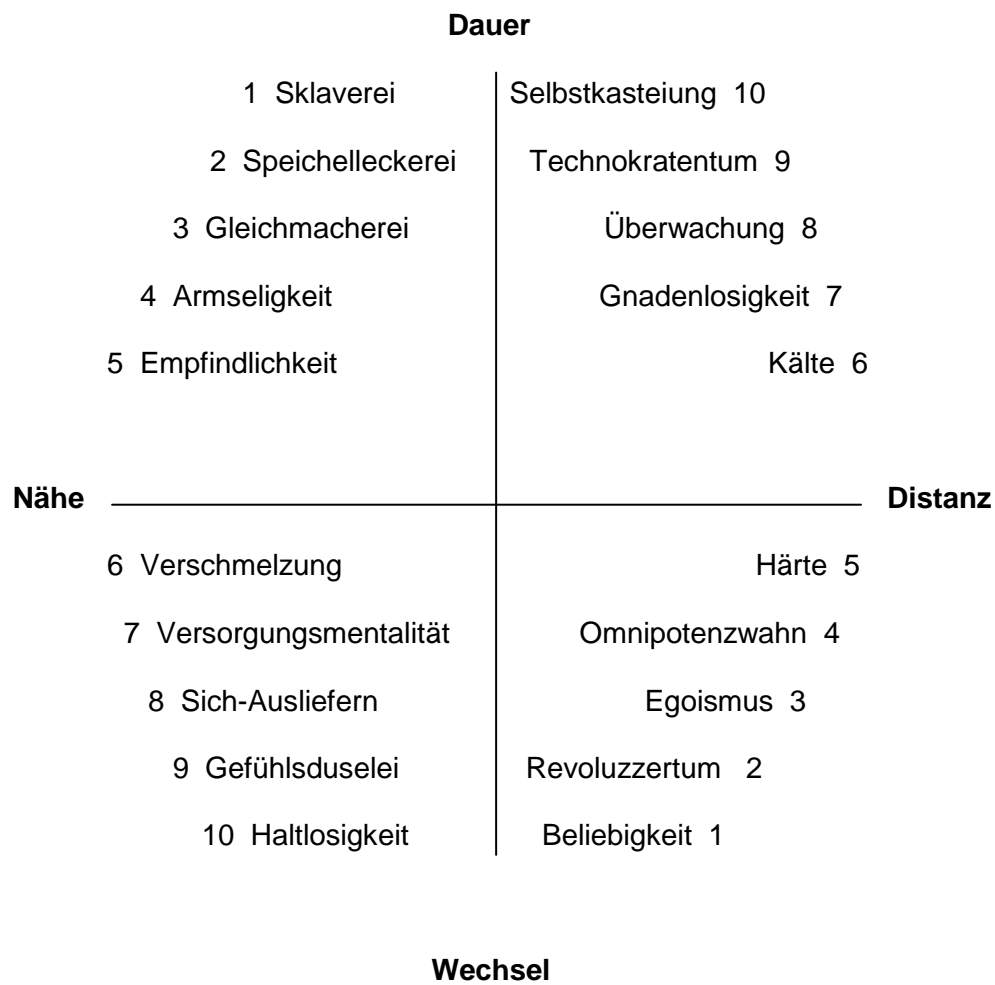 Dauer
1 Sklaverei Selbstkasteiung 10
2 Speichelleckerei Technokratentum 9
3 Gleichmacherei Überwachung 8
4 Armseligkeit Gnadenlosigkeit 7
5 Empfindlichkeit Kälte 6
Nähe Distanz
6 Verschmelzung Härte 5
7 Versorgungsmentalität Omnipotenzwahn 4
8 Sich-Ausliefern Egoismus 3
9 Gefühlsduselei Revoluzzertum 2
10 Haltlosigkeit Beliebigkeit 1
Wechsel